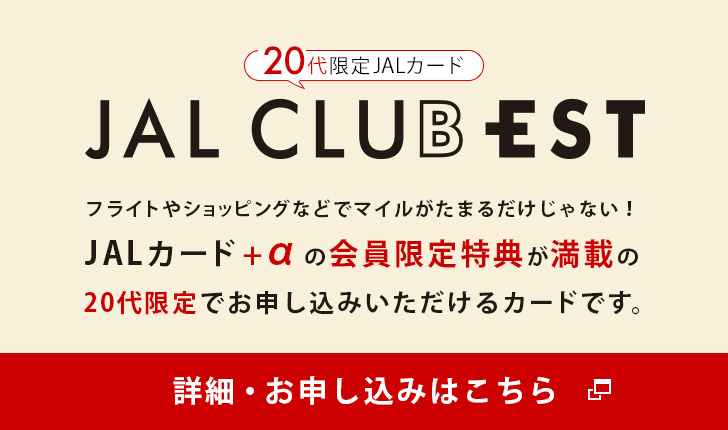 20代限定JALカード
JAL CLUB EST
フライトやショッピングなどでマイルがたまるだけじゃない！
JALカード+αの会員限定特典が満載の
20代限定でお申し込みいただけるカードです。
詳細・お申し込みはこちら